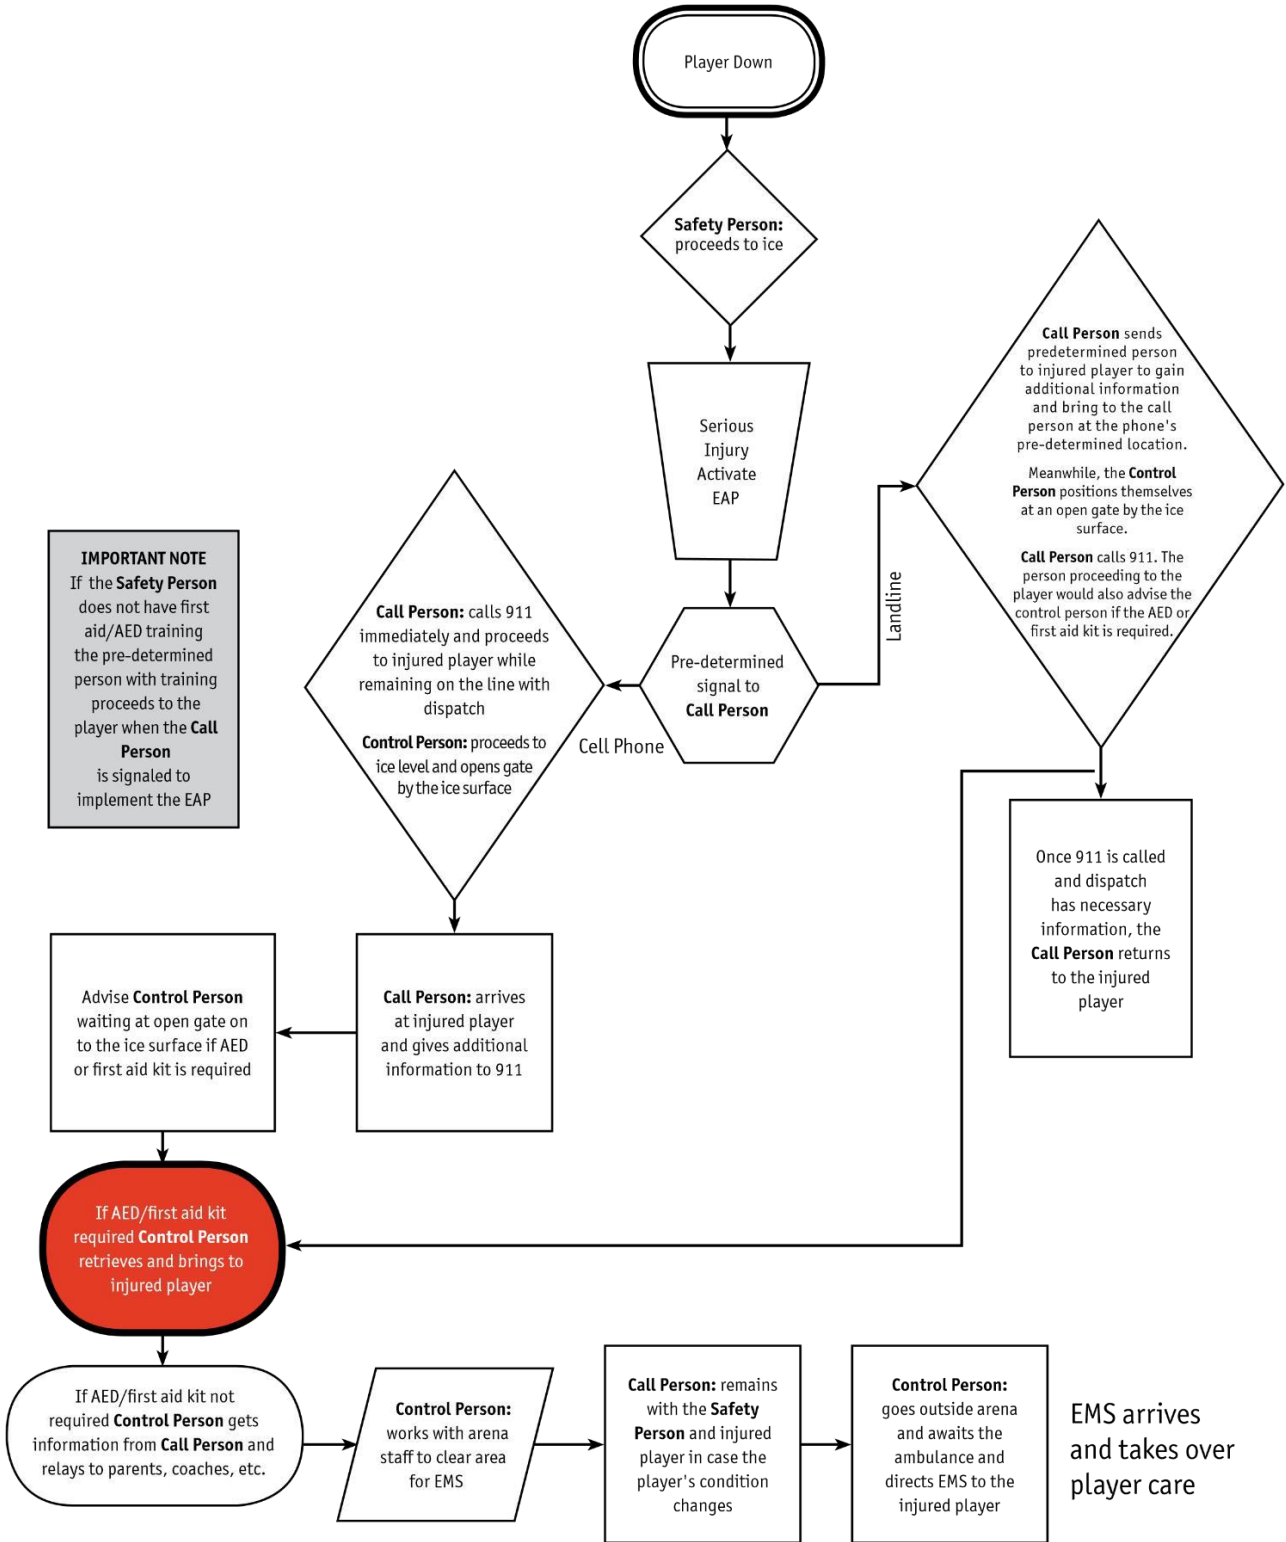 Player Down
Safety Person:
proceeds to ice
Serious
Injury
Activate
EAP
Pre-determined
signal to
Call Person
Landline
Cell Phone
Call Person sends
predetermined person
to injured player to gain
additional information
and bring to the call
person at the phone's
pre-determined location.
Meanwhile, the Control
Person positions themselves
at an open gate by the ice
surface.
Call Person calls 911. The
person proceeding to the
player would also advise the
control person if the AED or
first aid kit is required.
Once 911 is called
and dispatch
has necessary
information, the
Call Person returns
to the injured
player
IMPORTANT NOTE
If the Safety Person
does not have first
aid/AED training
the pre-determined
person with training
proceeds to the
player when the Call
Person
is signaled to
implement the EAP
Call Person: calls 911
immediately and proceeds
to injured player while
remaining on the line with
dispatch
Control Person: proceeds to
ice level and opens gate
by the ice surface
Call Person: arrives
at injured player
and gives additional
information to 911
Advise Control Person
waiting at open gate on
to the ice surface if AED
or first aid kit is required
If AED/first aid kit
required Control Person
retrieves and brings to
injured player
If AED/first aid kit not
required Control Person gets
information from Call Person and
relays to parents, coaches, etc.
Control Person:
works with arena
staff to clear area
for EMS
Call Person: remains
with the Safety
Person and injured
player in case the
player's condition
changes
Control Person:
goes outside arena
and awaits the
ambulance and
directs EMS to the
injured player
EMS arrives
and takes over
player care